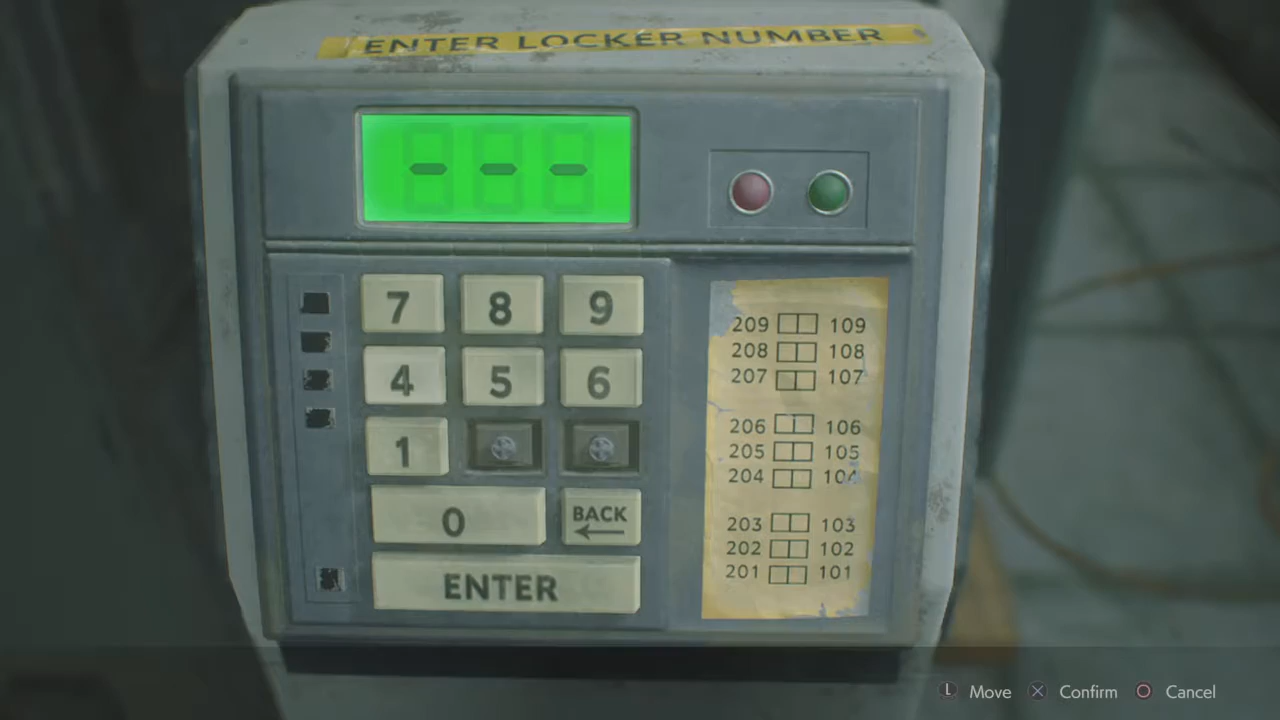 ENTER LOCKER NUMBER
7 8 9
4 5 6
1
0 BACK
ENTER
209 109
208 108
207 107
206 106
205 105
204 104
203 103
202 102
201 101
L Move Confirm Cancel